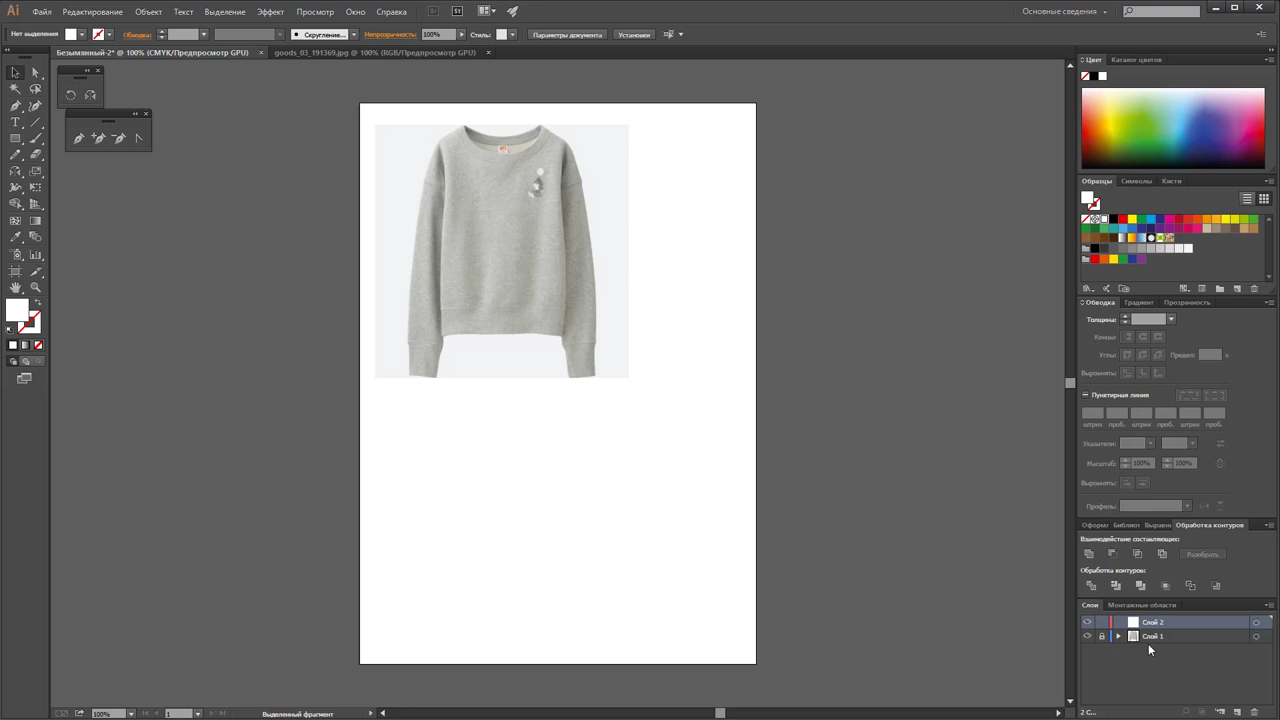 Ai Файл Редактирование Объект Текст Выделение Эффект Просмотр Окно Справка Br St Основные сведения
Нет выделения Обводка: Скругление... Непрозрачность: 100% Стиль: Параметры документа Установки
Безымянный-2* @ 100% (CMYK/Предпросмотр GPU) × goods_03_191369.jpg @ 100% (RGB/Предпросмотр GPU) ×
Цвет Каталог цветов
Образцы Символы Кисти
Обводка Градиент Прозрачность
Толщина:
Концы:
Углы: Предел: x
Выровнять:
Пунктирная линия
штрих проб. штрих проб. штрих проб.
Указатели:
Масштаб: 100% 100%
Выровнять:
Профиль:
Оформ Библиот Выравн Обработка контуров
Взаимодействие составляющих:
Разобрать
Обработка контуров:
Слои Монтажные области
Слой 2
Слой 1
2 С...
100% 1 Выделенный фрагмент